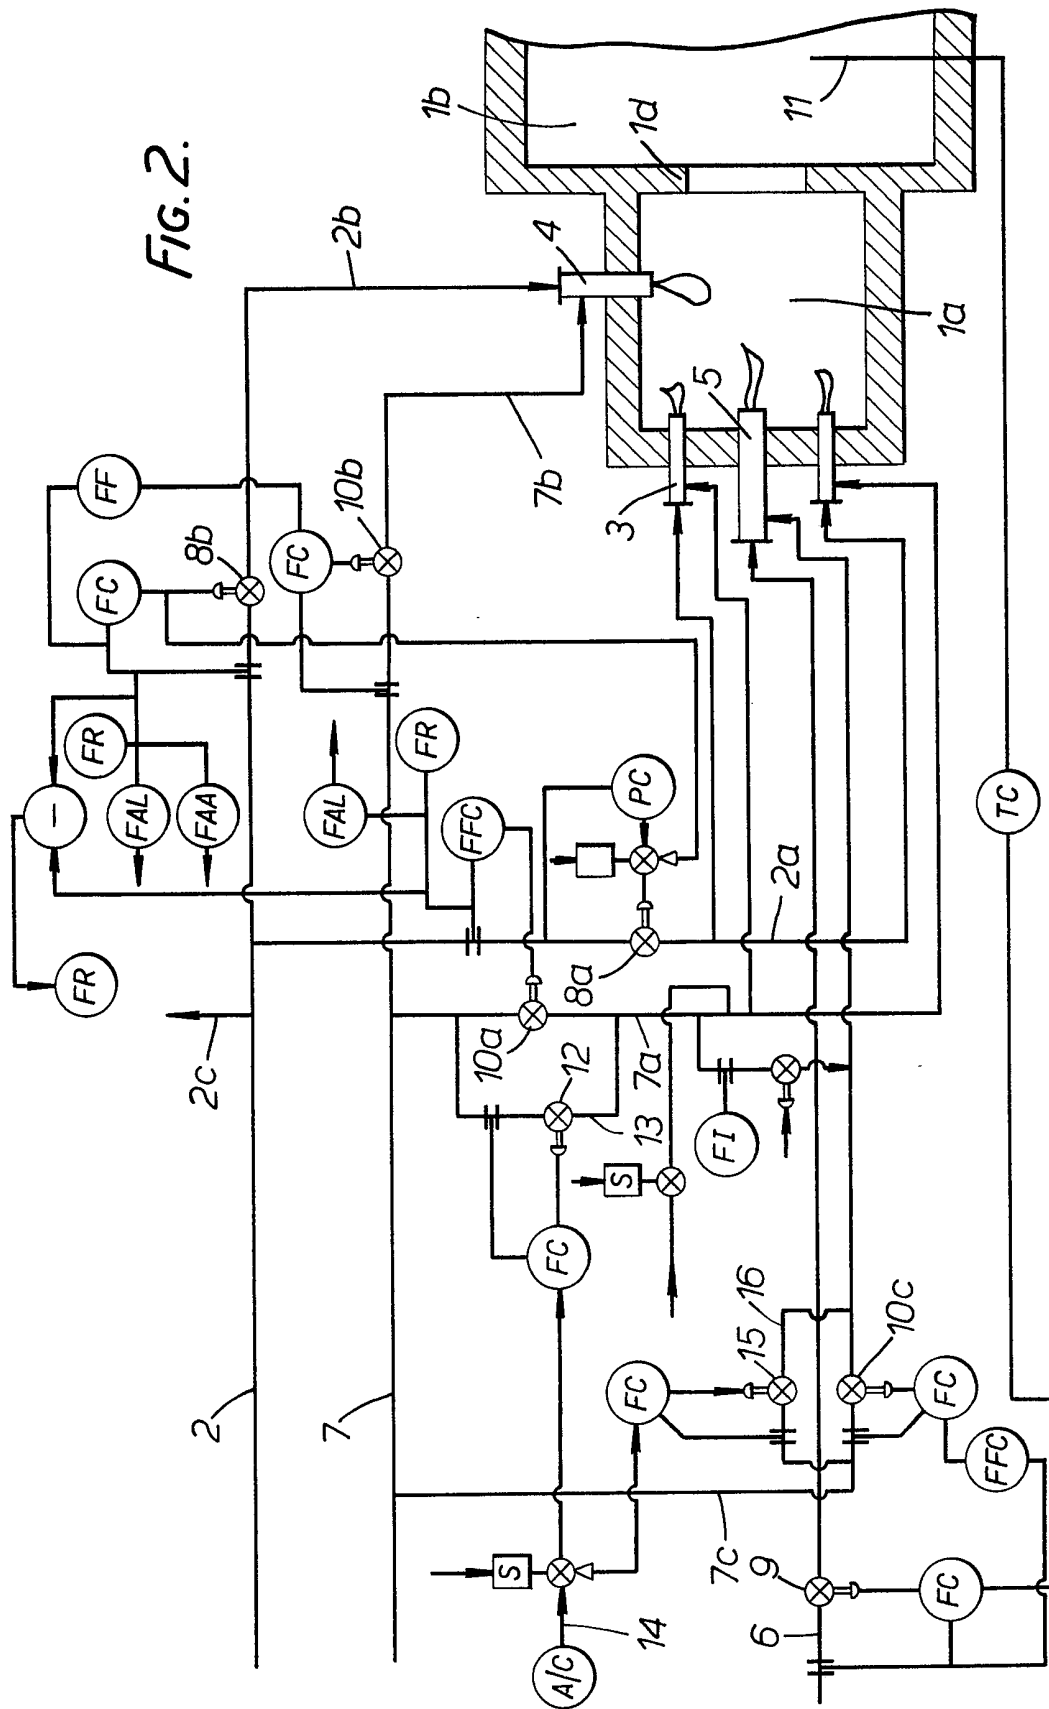 FIG. 2.
1b
1d
11
4
2b
1a
5
3
7b
10b
8b
FF
FC
FC
FR
FAL
FAA
—
FR
FAL
FR
FFC
PC
2a
8a
TC
2c
10a
12
7a
13
FI
S
FC
2
7
16
15
10c
FC
FC
FFC
S
7c
9
FC
6
14
A/C